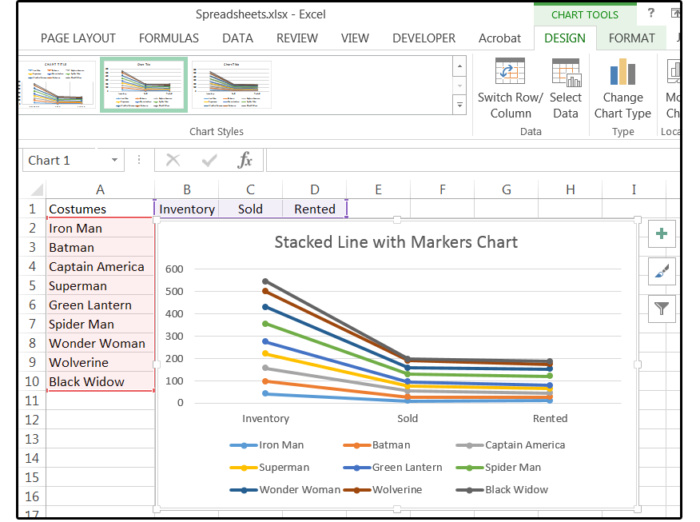 Spreadsheets.xlsx - Excel
CHART TOOLS
?
PAGE LAYOUT FORMULAS DATA REVIEW VIEW DEVELOPER Acrobat DESIGN FORMAT
Switch Row/ Select Change
Column Data Chart Type
Chart Styles Data Type
Chart 1 fx
A B C D E F G H I
1 Costumes Inventory Sold Rented
2 Iron Man
3 Batman
4 Captain America
5 Superman
6 Green Lantern
7 Spider Man
8 Wonder Woman
9 Wolverine
10 Black Widow
11
12
13
14
15
16
17
Stacked Line with Markers Chart
600
500
400
300
200
100
0
Inventory Sold Rented
Iron Man Batman Captain America
Superman Green Lantern Spider Man
Wonder Woman Wolverine Black Widow